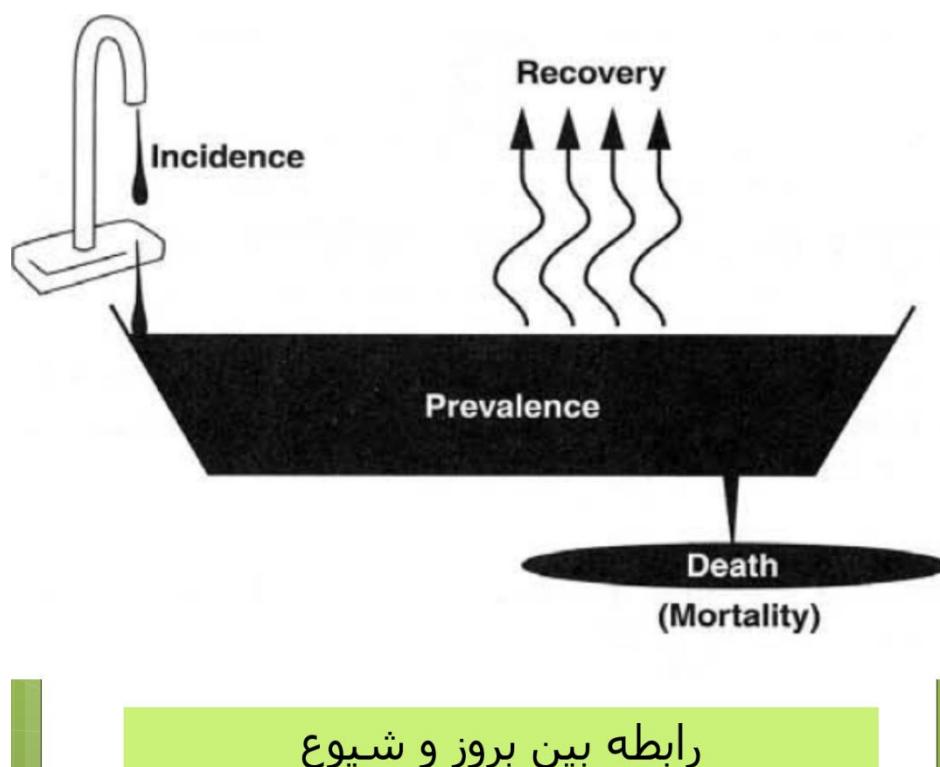 Recovery
Incidence
Prevalence
Death
(Mortality)
رابطه بین بروز و شیوع